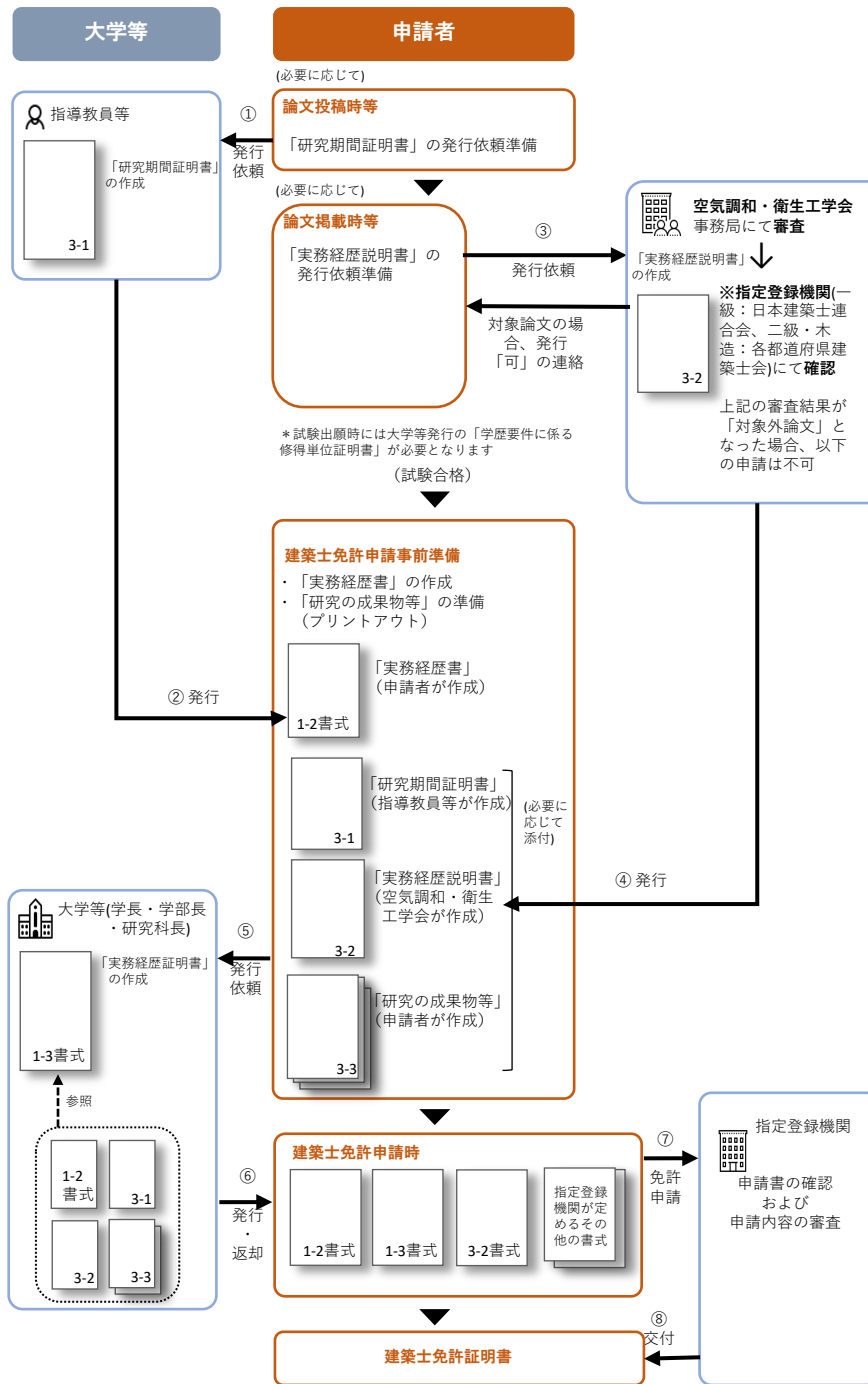 大学等
申請者
(必要に応じて)
論文投稿時等
「研究期間証明書」の発行依頼準備
①
発行
依頼
指導教員等
「研究期間証明書」
の作成
3-1
(必要に応じて)
論文掲載時等
「実務経歴説明書」の
発行依頼準備
③
発行依頼
対象論文の場
合、発行
「可」の連絡
空気調和・衛生工学会
事務局にて審査
「実務経歴説明書」
の作成
3-2
※指定登録機関(一
級：日本建築士連
合会、二級・木
造：各都道府県建
築士会)にて確認
上記の審査結果が
「対象外論文」と
なった場合、以下
の申請は不可
＊試験出願時には大学等発行の「学歴要件に係る
修得単位証明書」が必要となります
（試験合格）
建築士免許申請事前準備
・「実務経歴書」の作成
・「研究の成果物等」の準備
（プリントアウト）
② 発行
「実務経歴書」
（申請者が作成）
1-2書式
「研究期間証明書」
（指導教員等が作成）
3-1
(必要に
応じて
添付)
「実務経歴説明書」
（空気調和・衛生
工学会が作成）
3-2
④ 発行
「研究の成果物等」
（申請者が作成）
3-3
⑤
発行
依頼
大学等(学長・学部長
・研究科長)
「実務経歴証明書」
の作成
1-3書式
参照
1-2
書式
3-1
3-2
3-3
⑥
発行
・
返却
建築士免許申請時
1-2書式
1-3書式
3-2書式
指定登録
機関が定
めるその
他の書式
⑦
免許
申請
指定登録機関
申請書の確認
および
申請内容の審査
⑧
交付
建築士免許証明書